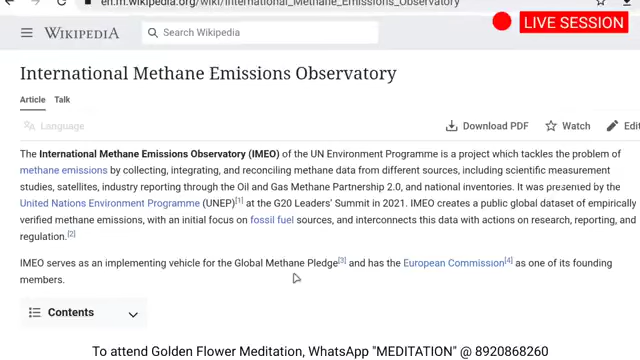 en.m.wikipedia.org/wiki/International_Methane_Emissions_Observatory
LIVE SESSION
WIKIPEDIA
Search Wikipedia
International Methane Emissions Observatory
Article Talk
Language
Download PDF Watch Edit
The International Methane Emissions Observatory (IMEO) of the UN Environment Programme is a project which tackles the problem of
methane emissions by collecting, integrating, and reconciling methane data from different sources, including scientific measurement
studies, satellites, industry reporting through the Oil and Gas Methane Partnership 2.0, and national inventories. It was presented by the
United Nations Environment Programme (UNEP)[1] at the G20 Leaders' Summit in 2021. IMEO creates a public global dataset of empirically
verified methane emissions, with an initial focus on fossil fuel sources, and interconnects this data with actions on research, reporting, and
regulation.[2]
IMEO serves as an implementing vehicle for the Global Methane Pledge[3] and has the European Commission[4] as one of its founding
members.
Contents
To attend Golden Flower Meditation, WhatsApp "MEDITATION" @ 8920868260